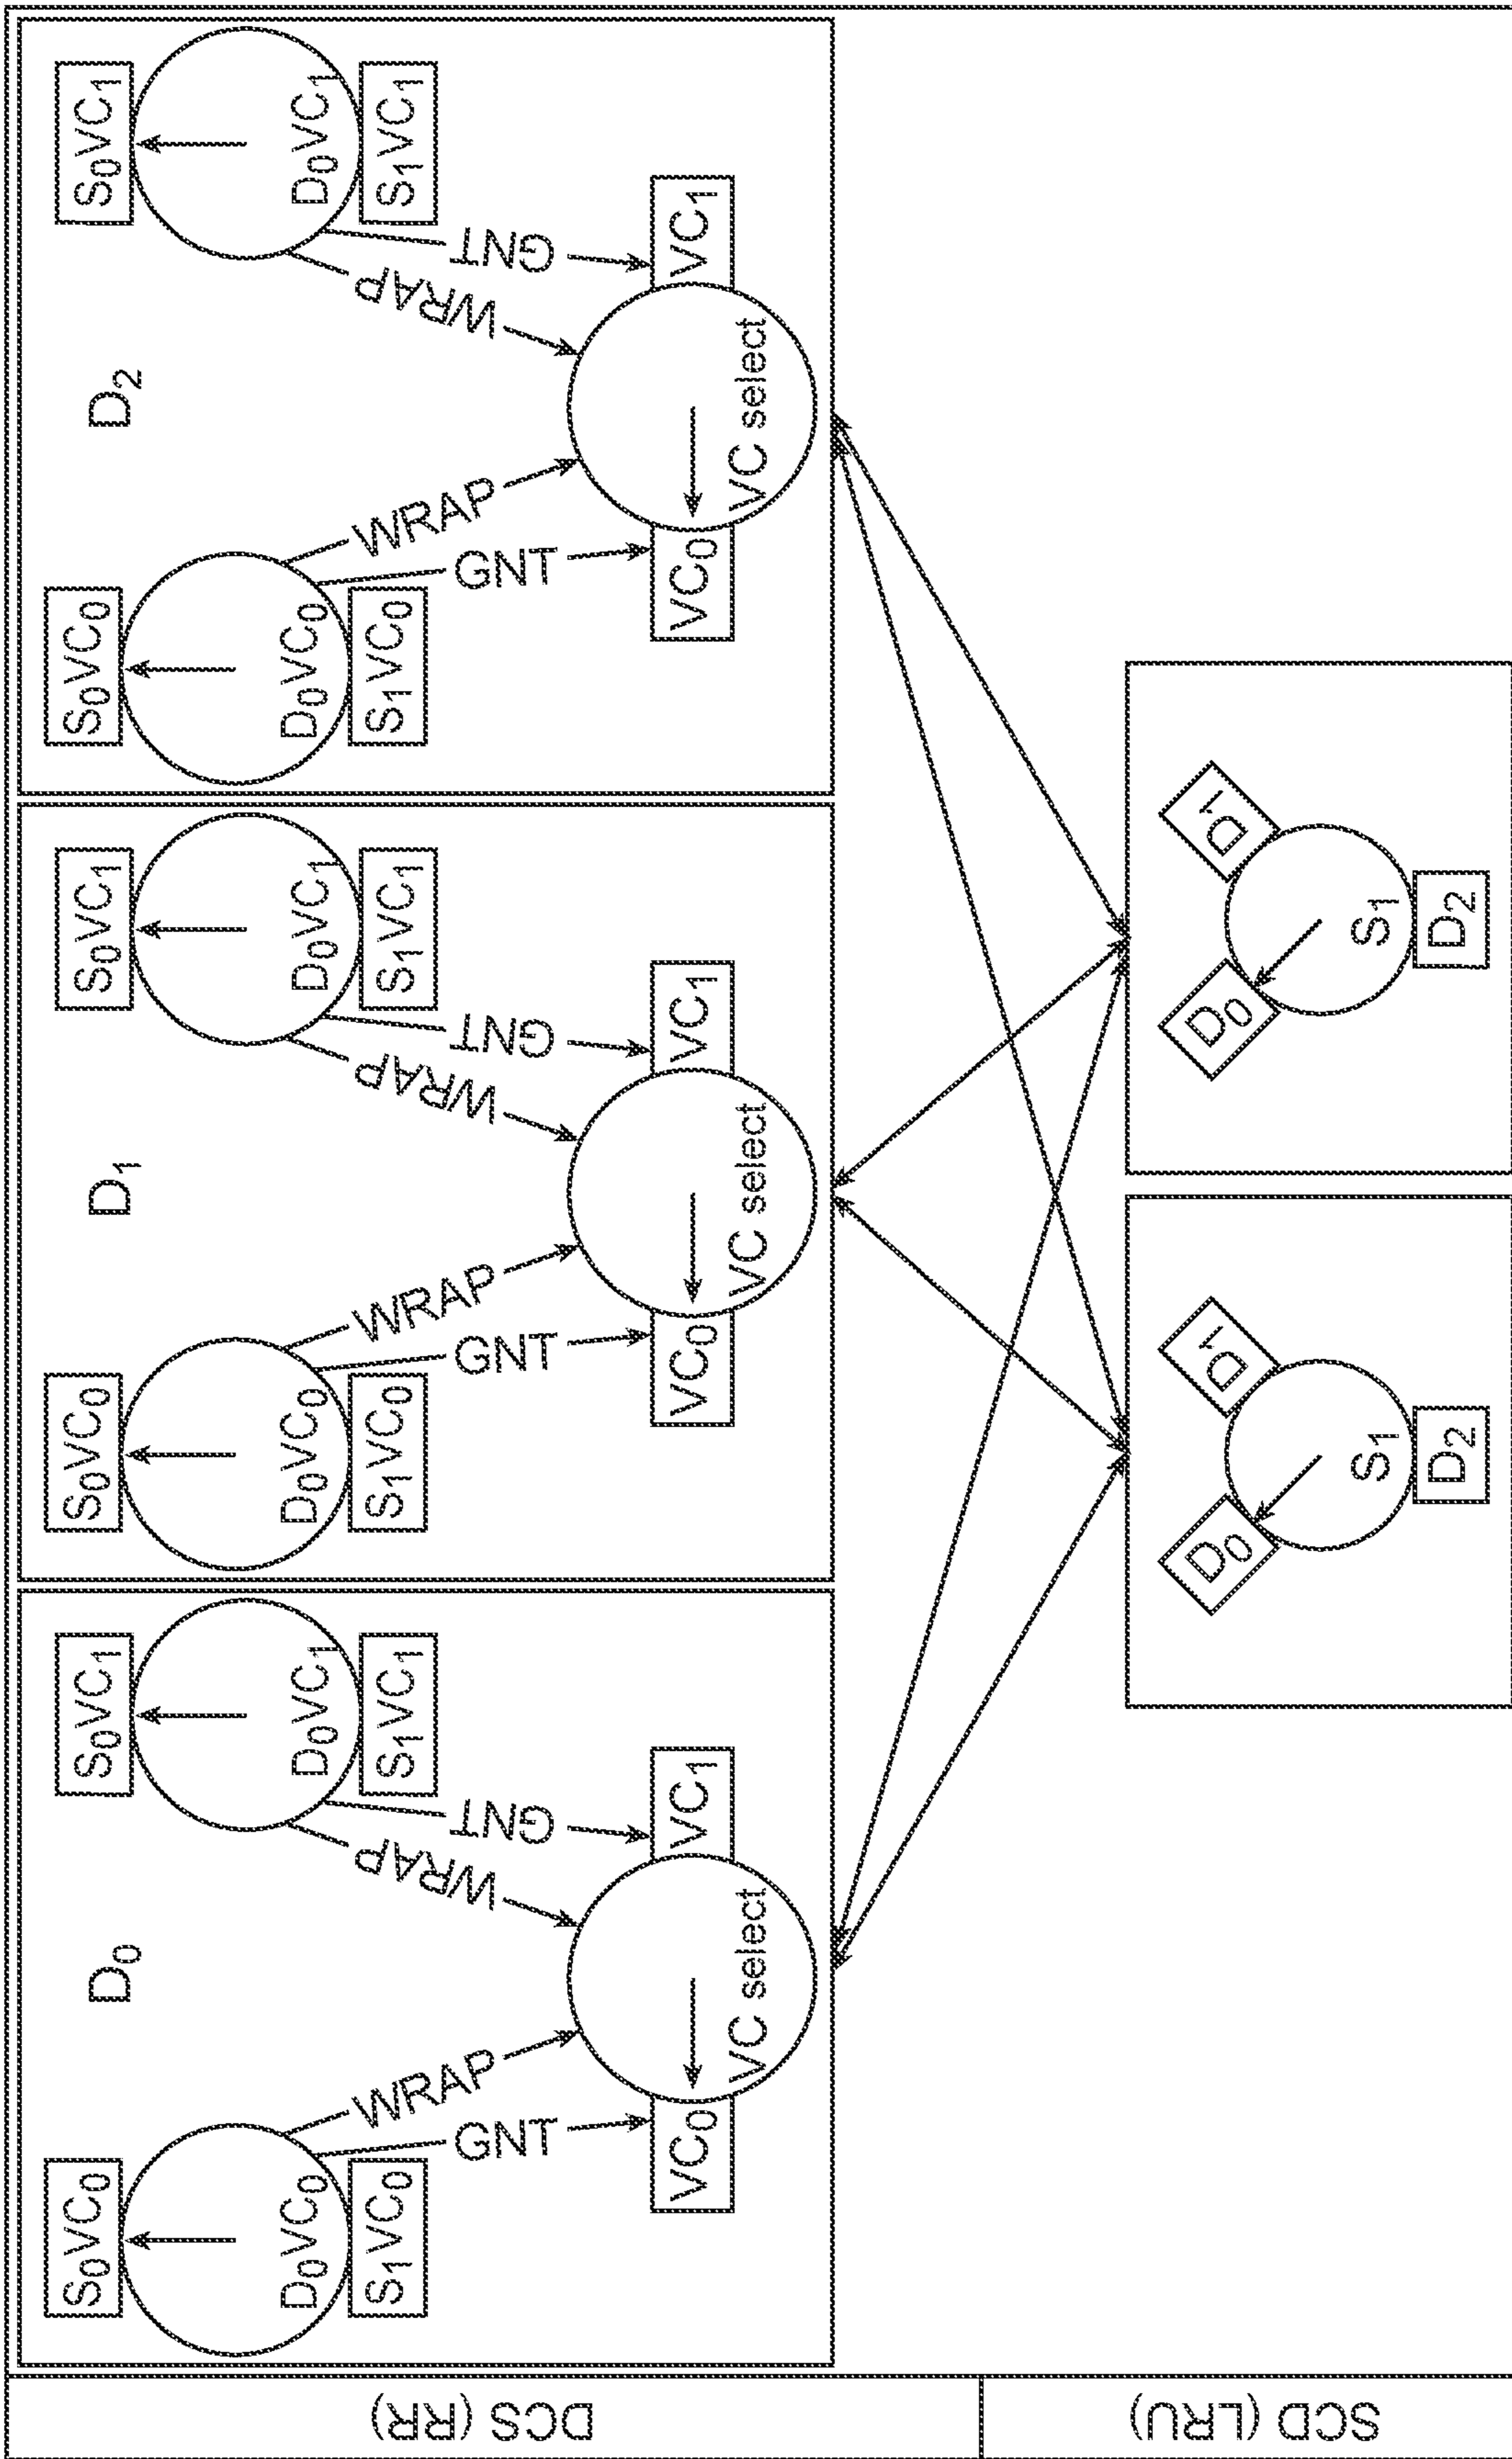 DCS (RR)
D₀
S₀VC₀
D₀VC₀
S₁VC₀
S₀VC₁
D₀VC₁
S₁VC₁
WRAP
GNT
WRAP
GNT
VC₀
VC select
VC₁
D₁
S₀VC₀
D₀VC₀
S₁VC₀
S₀VC₁
D₀VC₁
S₁VC₁
WRAP
GNT
WRAP
GNT
VC₀
VC select
VC₁
D₂
S₀VC₀
D₀VC₀
S₁VC₀
S₀VC₁
D₀VC₁
S₁VC₁
WRAP
GNT
WRAP
GNT
VC₀
VC select
VC₁
SCD (LRU)
D₀
D₁
S₁
D₂
D₀
D₁
S₁
D₂